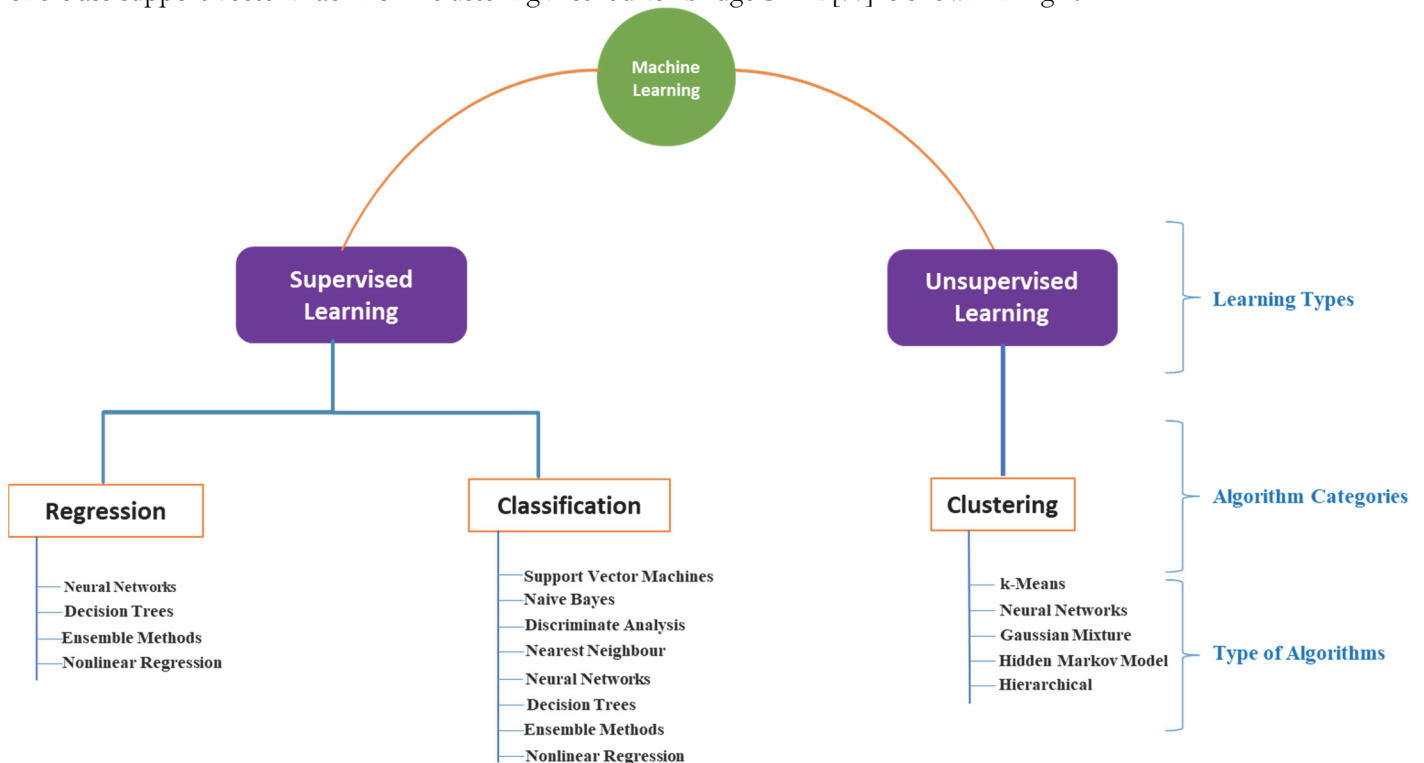 Machine
Learning
Supervised
Learning
Unsupervised
Learning
Learning Types
Regression
Classification
Clustering
Algorithm Categories
Neural Networks
Decision Trees
Ensemble Methods
Nonlinear Regression
Support Vector Machines
Naive Bayes
Discriminate Analysis
Nearest Neighbour
Neural Networks
Decision Trees
Ensemble Methods
Nonlinear Regression
k-Means
Neural Networks
Gaussian Mixture
Hidden Markov Model
Hierarchical
Type of Algorithms